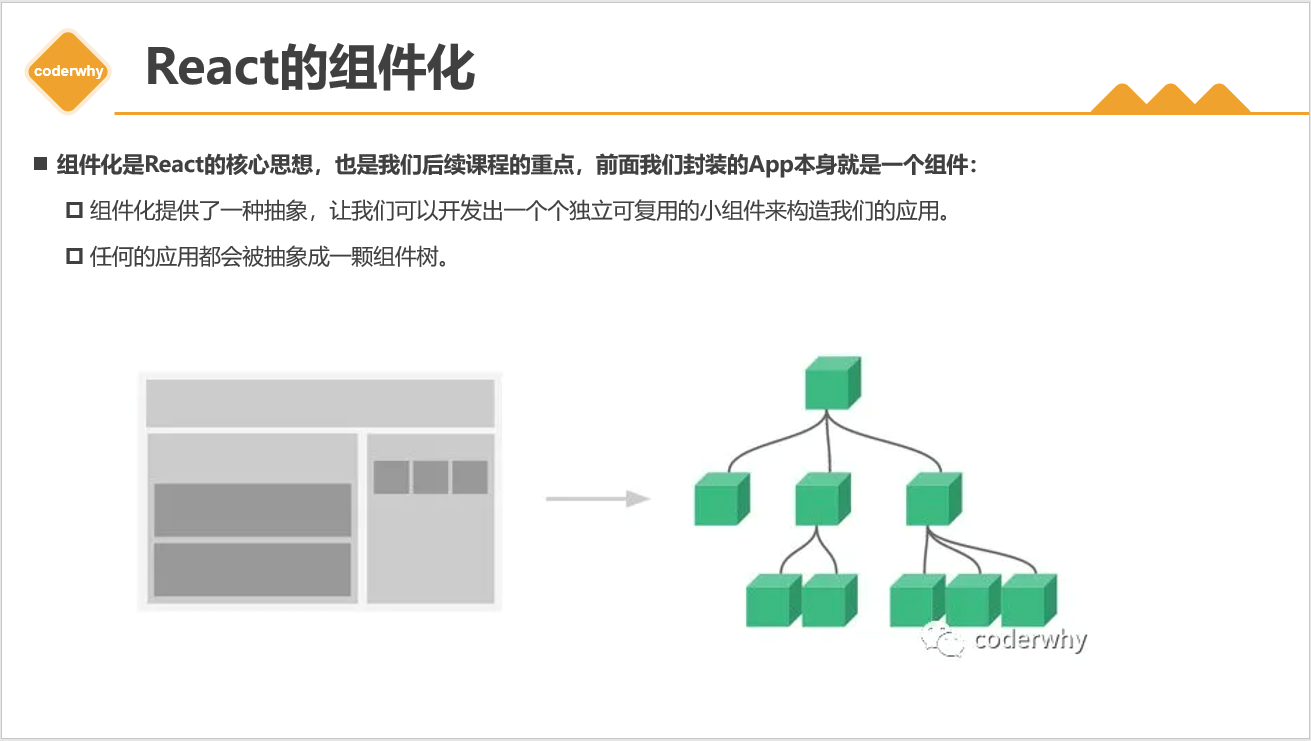 coderwhy
React的组件化
组件化是React的核心思想，也是我们后续课程的重点，前面我们封装的App本身就是一个组件：
组件化提供了一种抽象，让我们可以开发出一个个独立可复用的小组件来构造我们的应用。
任何的应用都会被抽象成一颗组件树。
coderwhy